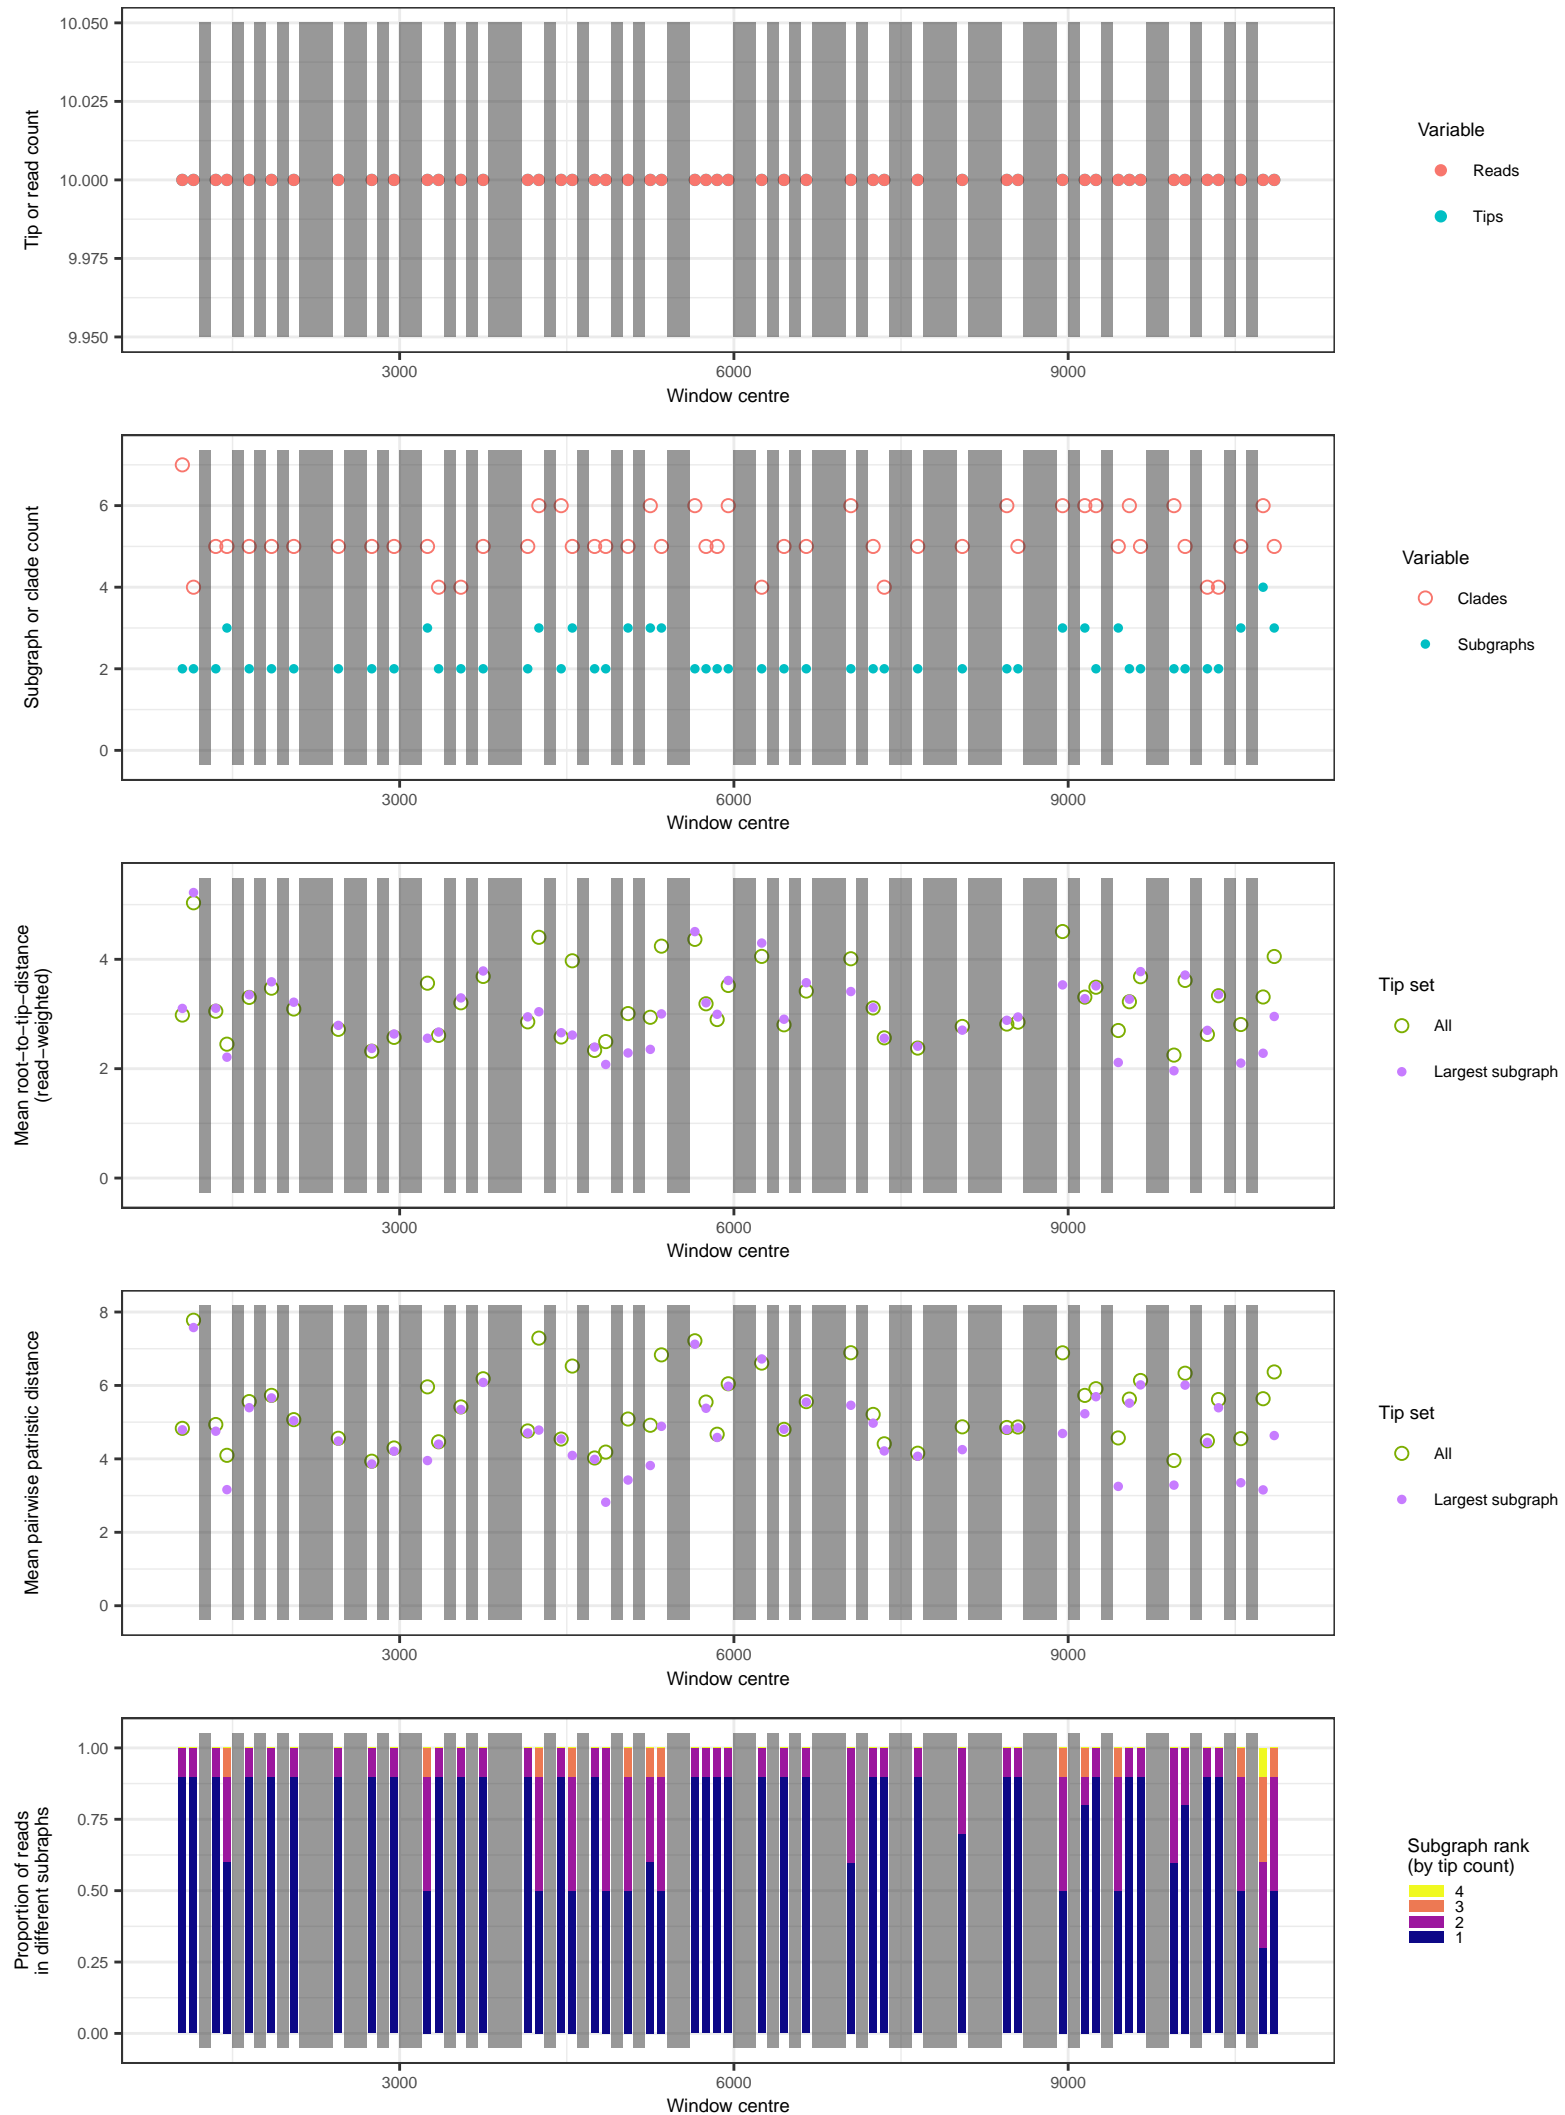 10.050
10.025
10.000
9.975
9.950
Tip or read count
3000
6000
9000
Window centre
Variable
Reads
Tips
6
4
2
0
Subgraph or clade count
3000
6000
9000
Window centre
Variable
Clades
Subgraphs
4
2
0
Mean root−to−tip−distance
(read−weighted)
3000
6000
9000
Window centre
Tip set
All
Largest subgraph
8
6
4
2
0
Mean pairwise patristic distance
3000
6000
9000
Window centre
Tip set
All
Largest subgraph
1.00
0.75
0.50
0.25
0.00
Proportion of reads
in different subraphs
3000
6000
9000
Window centre
Subgraph rank
(by tip count)
4
3
2
1